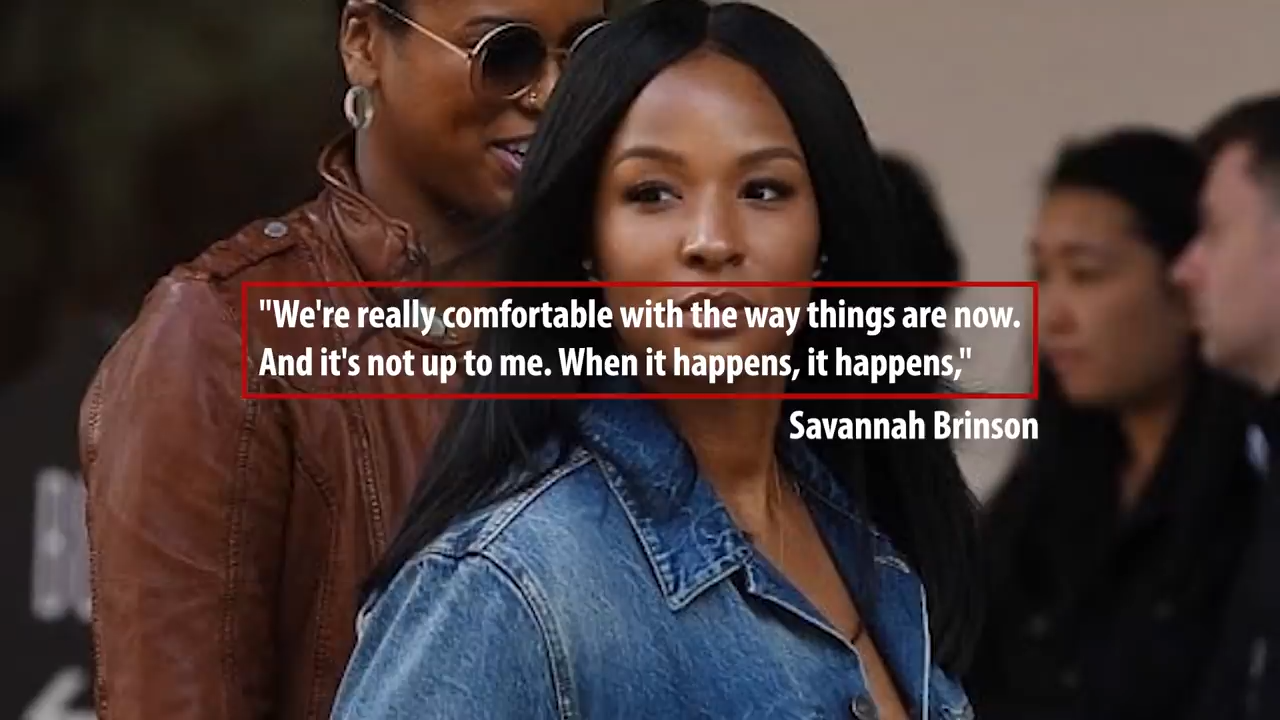 "We're really comfortable with the way things are now.
And it's not up to me. When it happens, it happens,"
Savannah Brinson